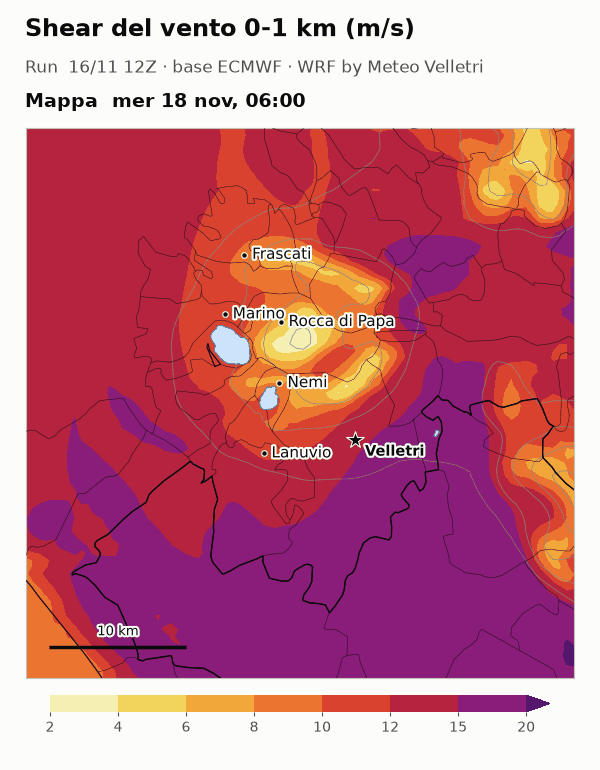 Shear del vento 0-1 km (m/s)
Run  16/11 12Z · base ECMWF · WRF by Meteo Velletri
Mappa  mer 18 nov, 06:00
Frascati
Marino
Rocca di Papa
Nemi
Velletri
Lanuvio
10 km
2 4 6 8 10 12 15 20